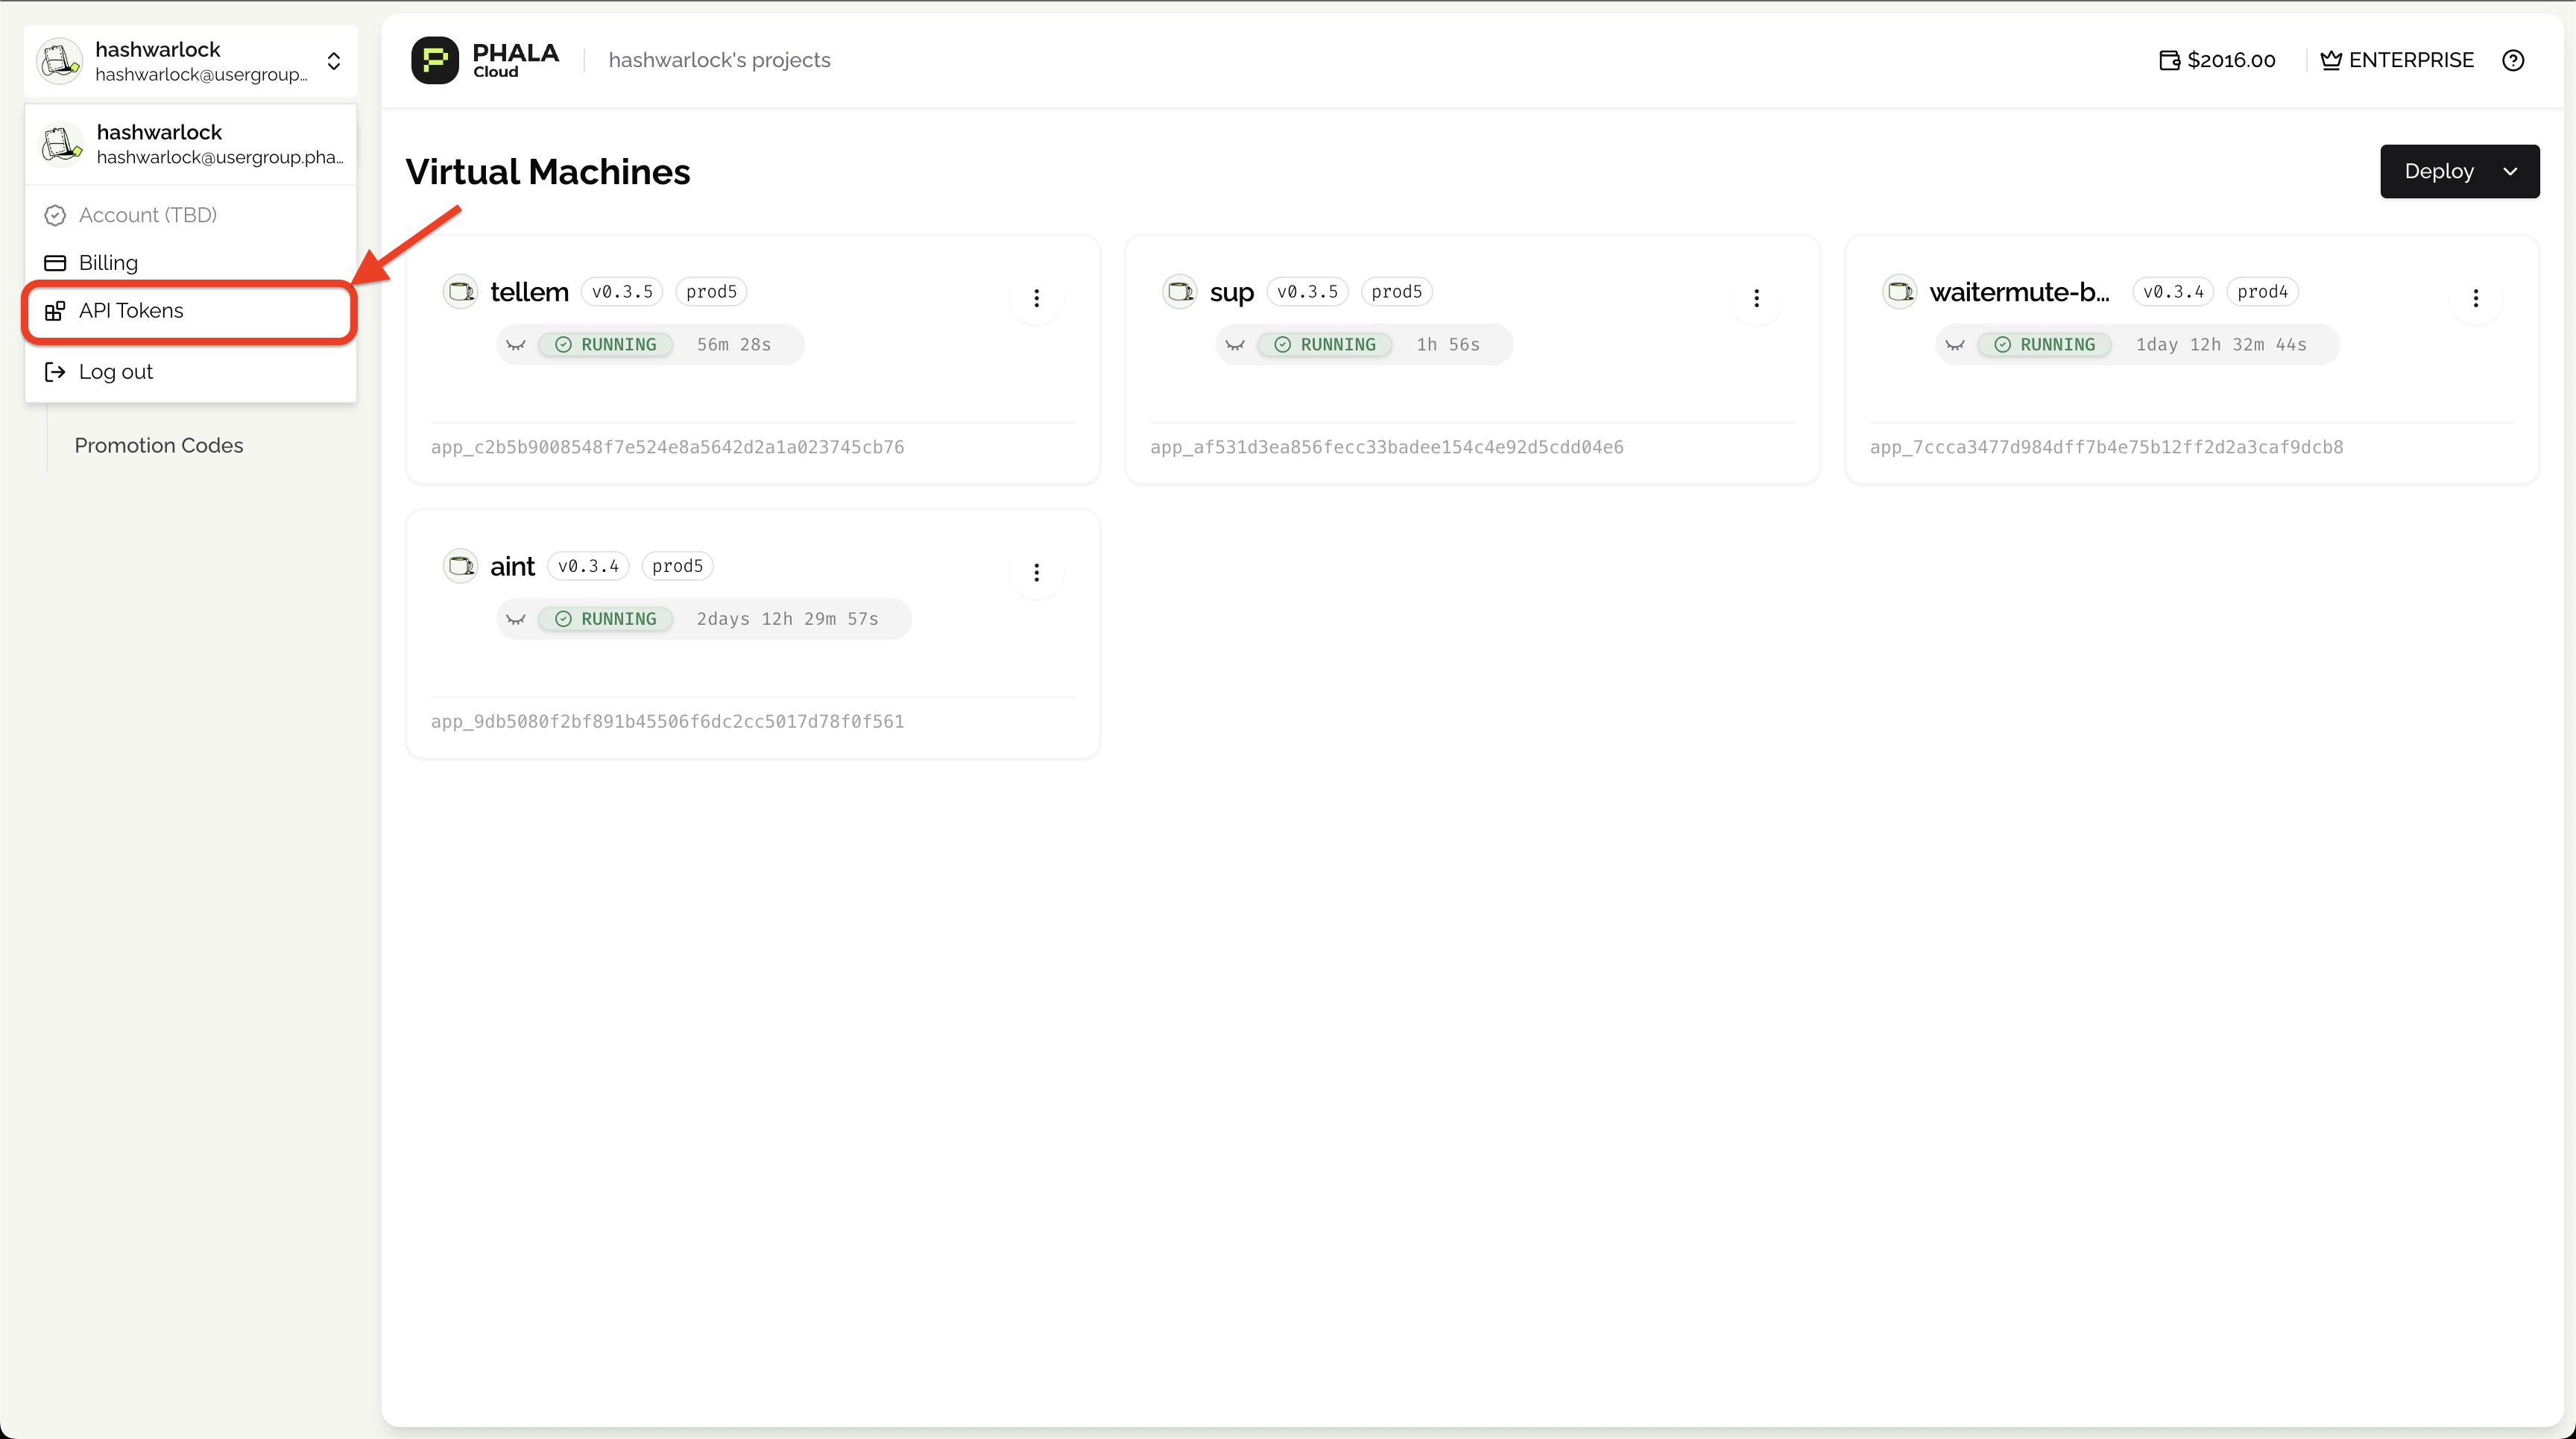 hashwarlock
hashwarlock@usergroup...
hashwarlock
hashwarlock@usergroup.pha...
Account (TBD)
Billing
API Tokens
Log out
Promotion Codes
PHALA
Cloud
hashwarlock's projects
$2016.00
ENTERPRISE
Virtual Machines
Deploy
tellem v0.3.5 prod5
RUNNING 56m 28s
app_c2b5b9008548f7e524e8a5642d2a1a023745cb76
sup v0.3.5 prod5
RUNNING 1h 56s
app_af531d3ea856fecc33badee154c4e92d5cdd04e6
waitermute-b... v0.3.4 prod4
RUNNING 1day 12h 32m 44s
app_7ccca3477d984dff7b4e75b12ff2d2a3caf9dcb8
aint v0.3.4 prod5
RUNNING 2days 12h 29m 57s
app_9db5080f2bf891b45506f6dc2cc5017d78f0f561